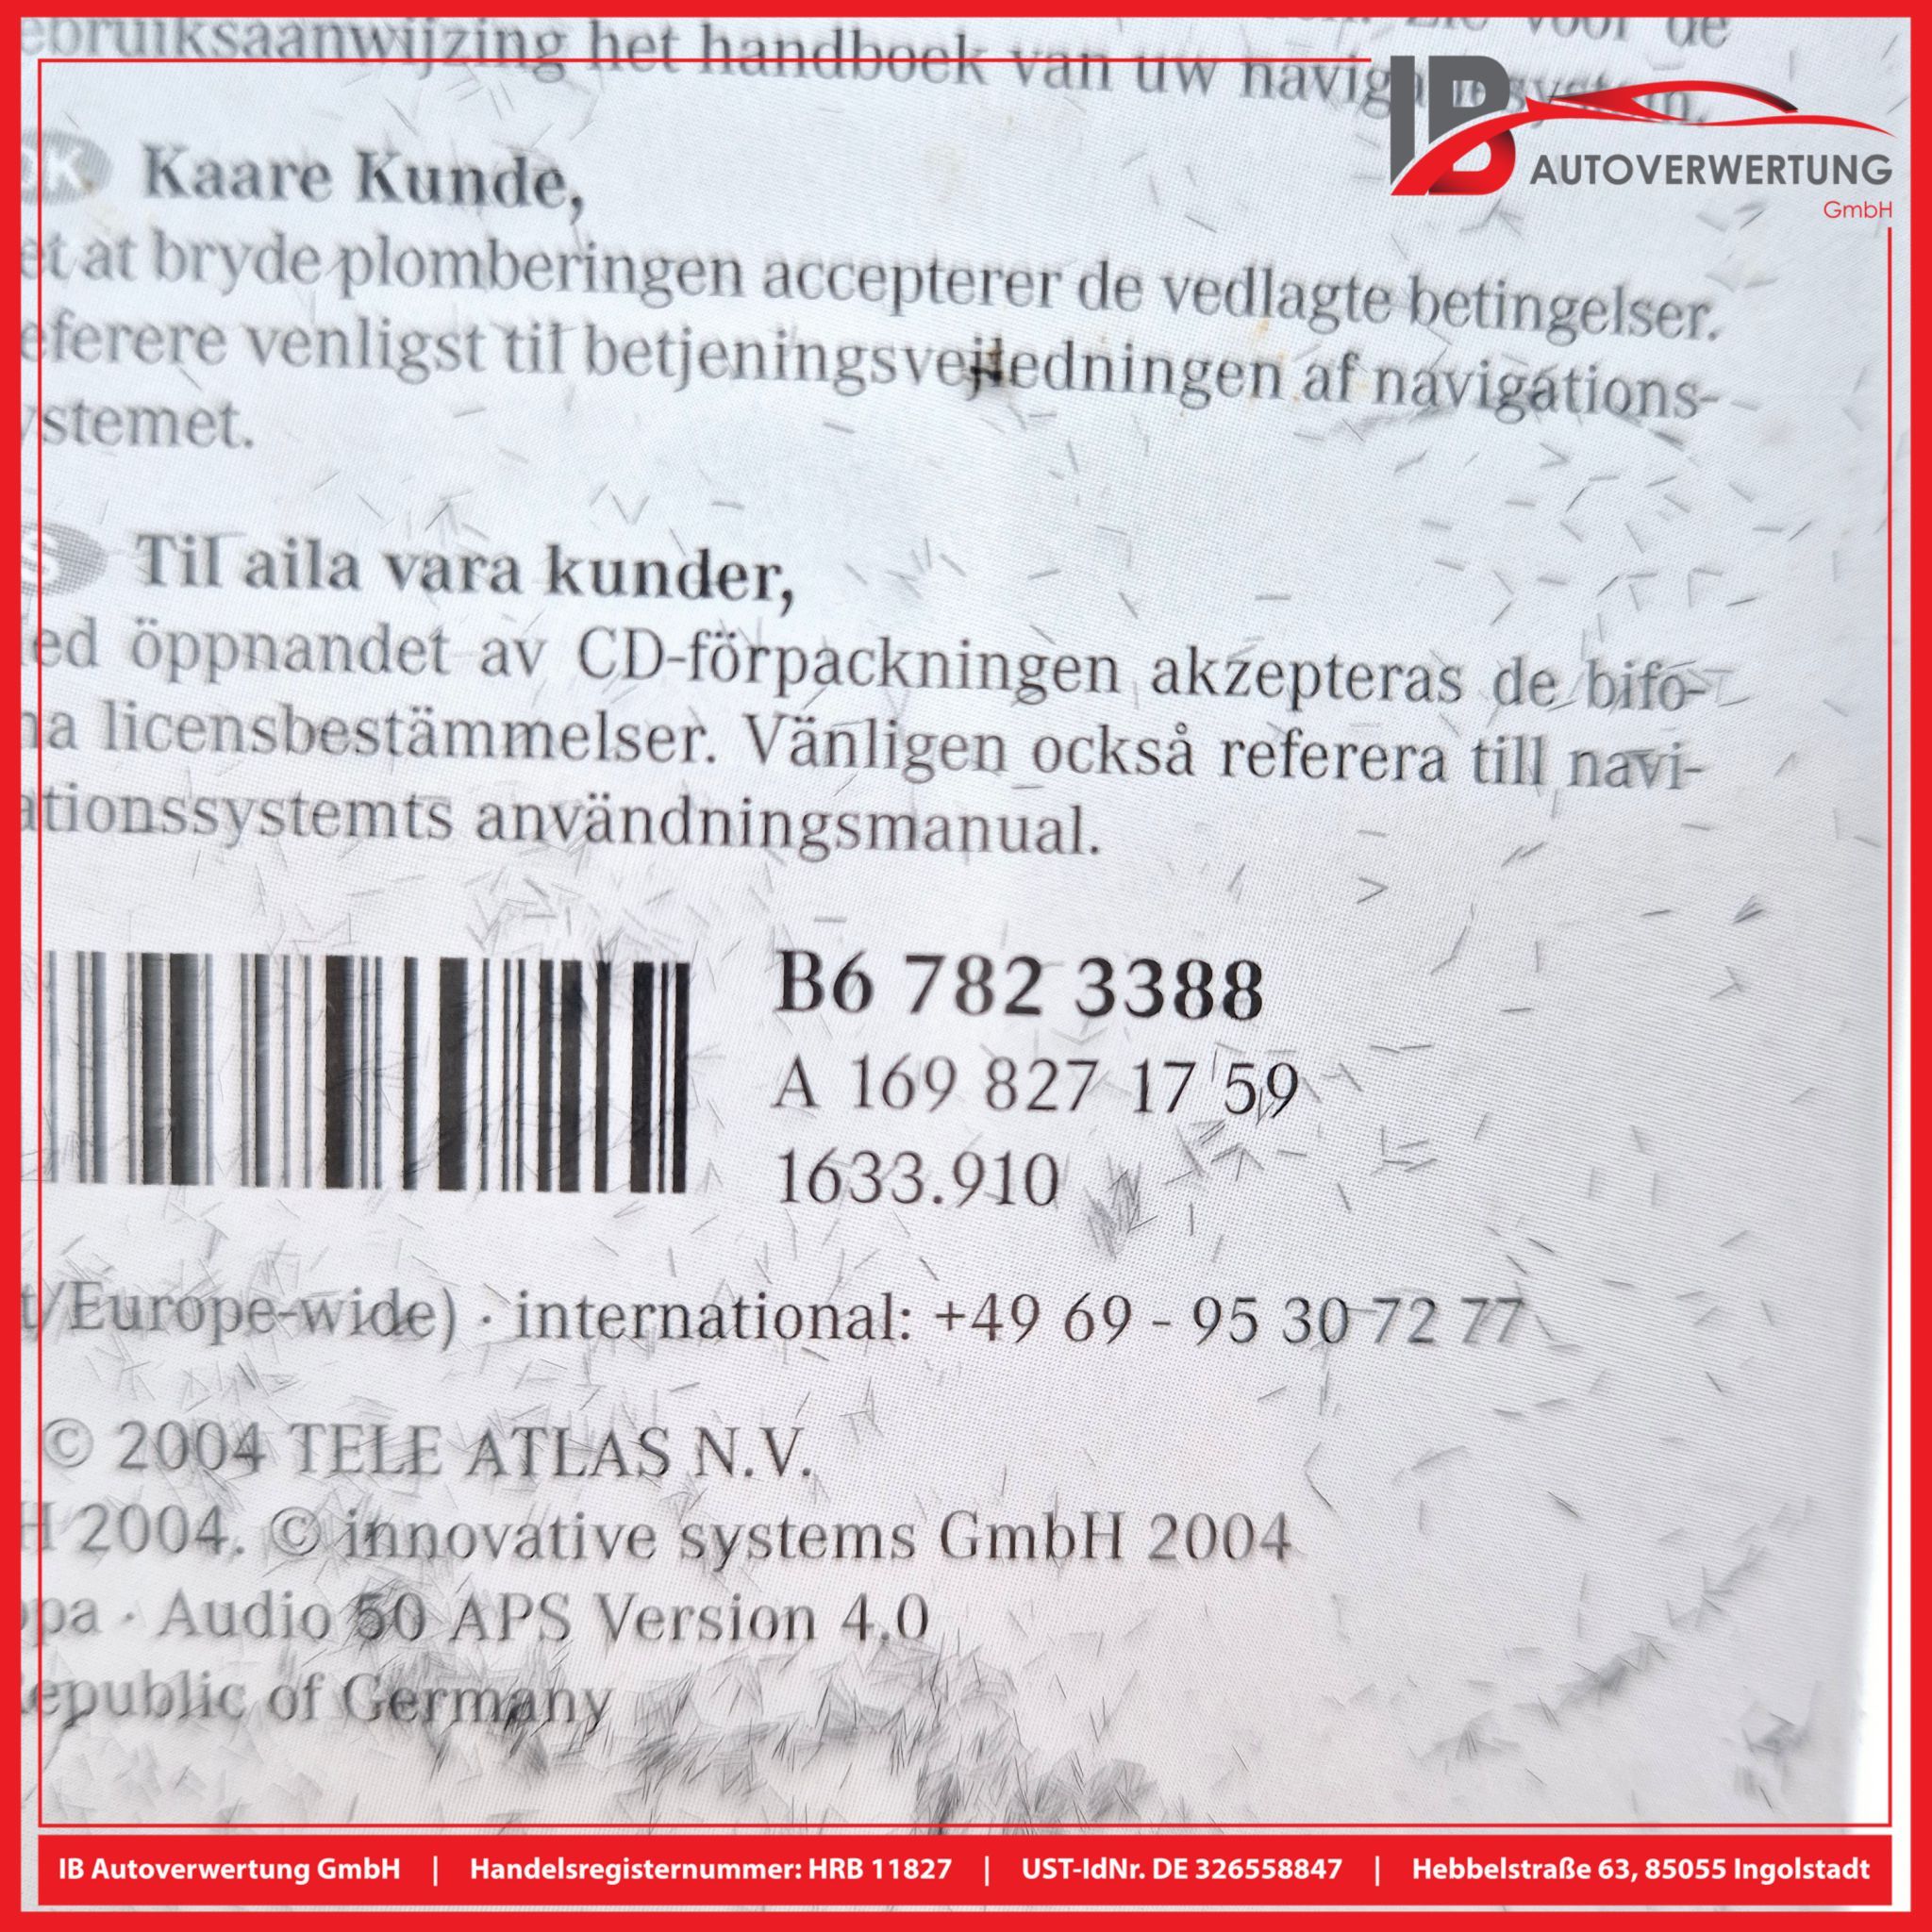 ebruiksaanwijzing het handboek van uw
IB
AUTOVERWERTUNG
GmbH
DK Kaare Kunde,
et at bryde plomberingen accepterer de vedlagte betingelser.
eferere venligst til betjeningsvejledningen af navigations-
ystemet.
S Til aila vara kunder,
ed öppnandet av CD-förpackningen akzepteras de bifo-
na licensbestämmelser. Vänligen också referera till navi-
ationssystemts användningsmanual.
B6 782 3388
A 169 827 17 59
1633.910
t/Europe-wide) · international: +49 69 - 95 30 72 77
© 2004 TELE ATLAS N.V.
H 2004. © innovative systems GmbH 2004
opa · Audio 50 APS Version 4.0
Republic of Germany
IB Autoverwertung GmbH | Handelsregisternummer: HRB 11827 | UST-IdNr. DE 326558847 | Hebbelstraße 63, 85055 Ingolstadt